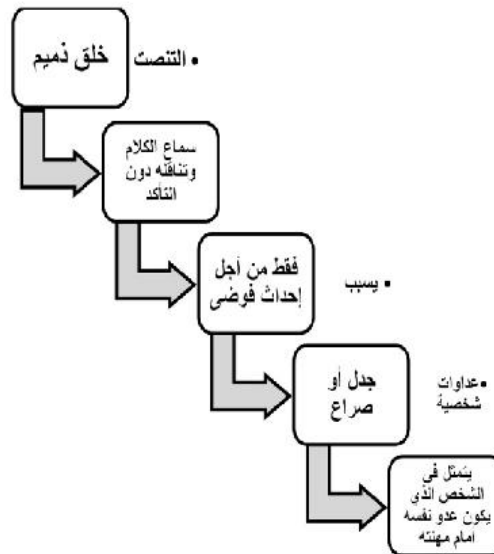 خلق ذميم
• التنصت
سماع الكلام
وتناقله دون
التأكد
فقط من أجل
إحداث فوضى
• يسبب
جدل أو
صراع
•عداوات
شخصية
يتمثل فى
الشخص الذي
يكون عدو نفسه
امام مهنته